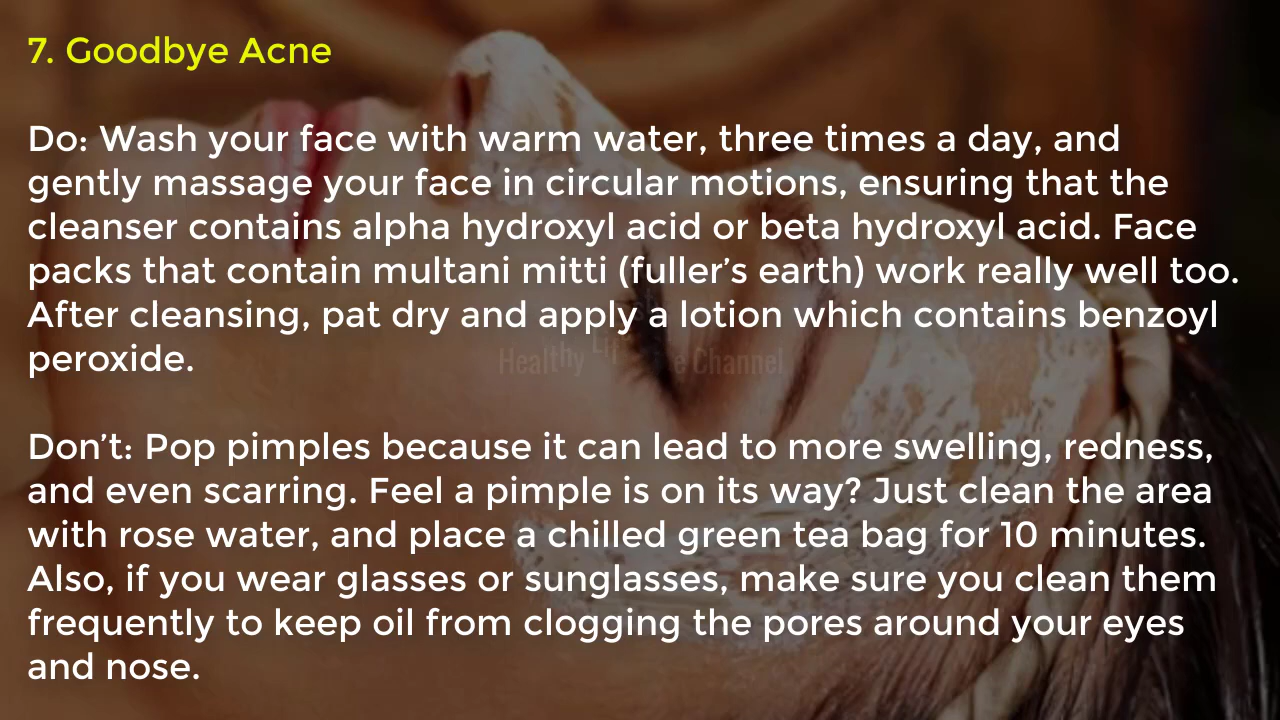 7. Goodbye Acne
Do: Wash your face with warm water, three times a day, and
gently massage your face in circular motions, ensuring that the
cleanser contains alpha hydroxyl acid or beta hydroxyl acid. Face
packs that contain multani mitti (fuller’s earth) work really well too.
After cleansing, pat dry and apply a lotion which contains benzoyl
peroxide.
Healthy Lif e Channel
Don’t: Pop pimples because it can lead to more swelling, redness,
and even scarring. Feel a pimple is on its way? Just clean the area
with rose water, and place a chilled green tea bag for 10 minutes.
Also, if you wear glasses or sunglasses, make sure you clean them
frequently to keep oil from clogging the pores around your eyes
and nose.